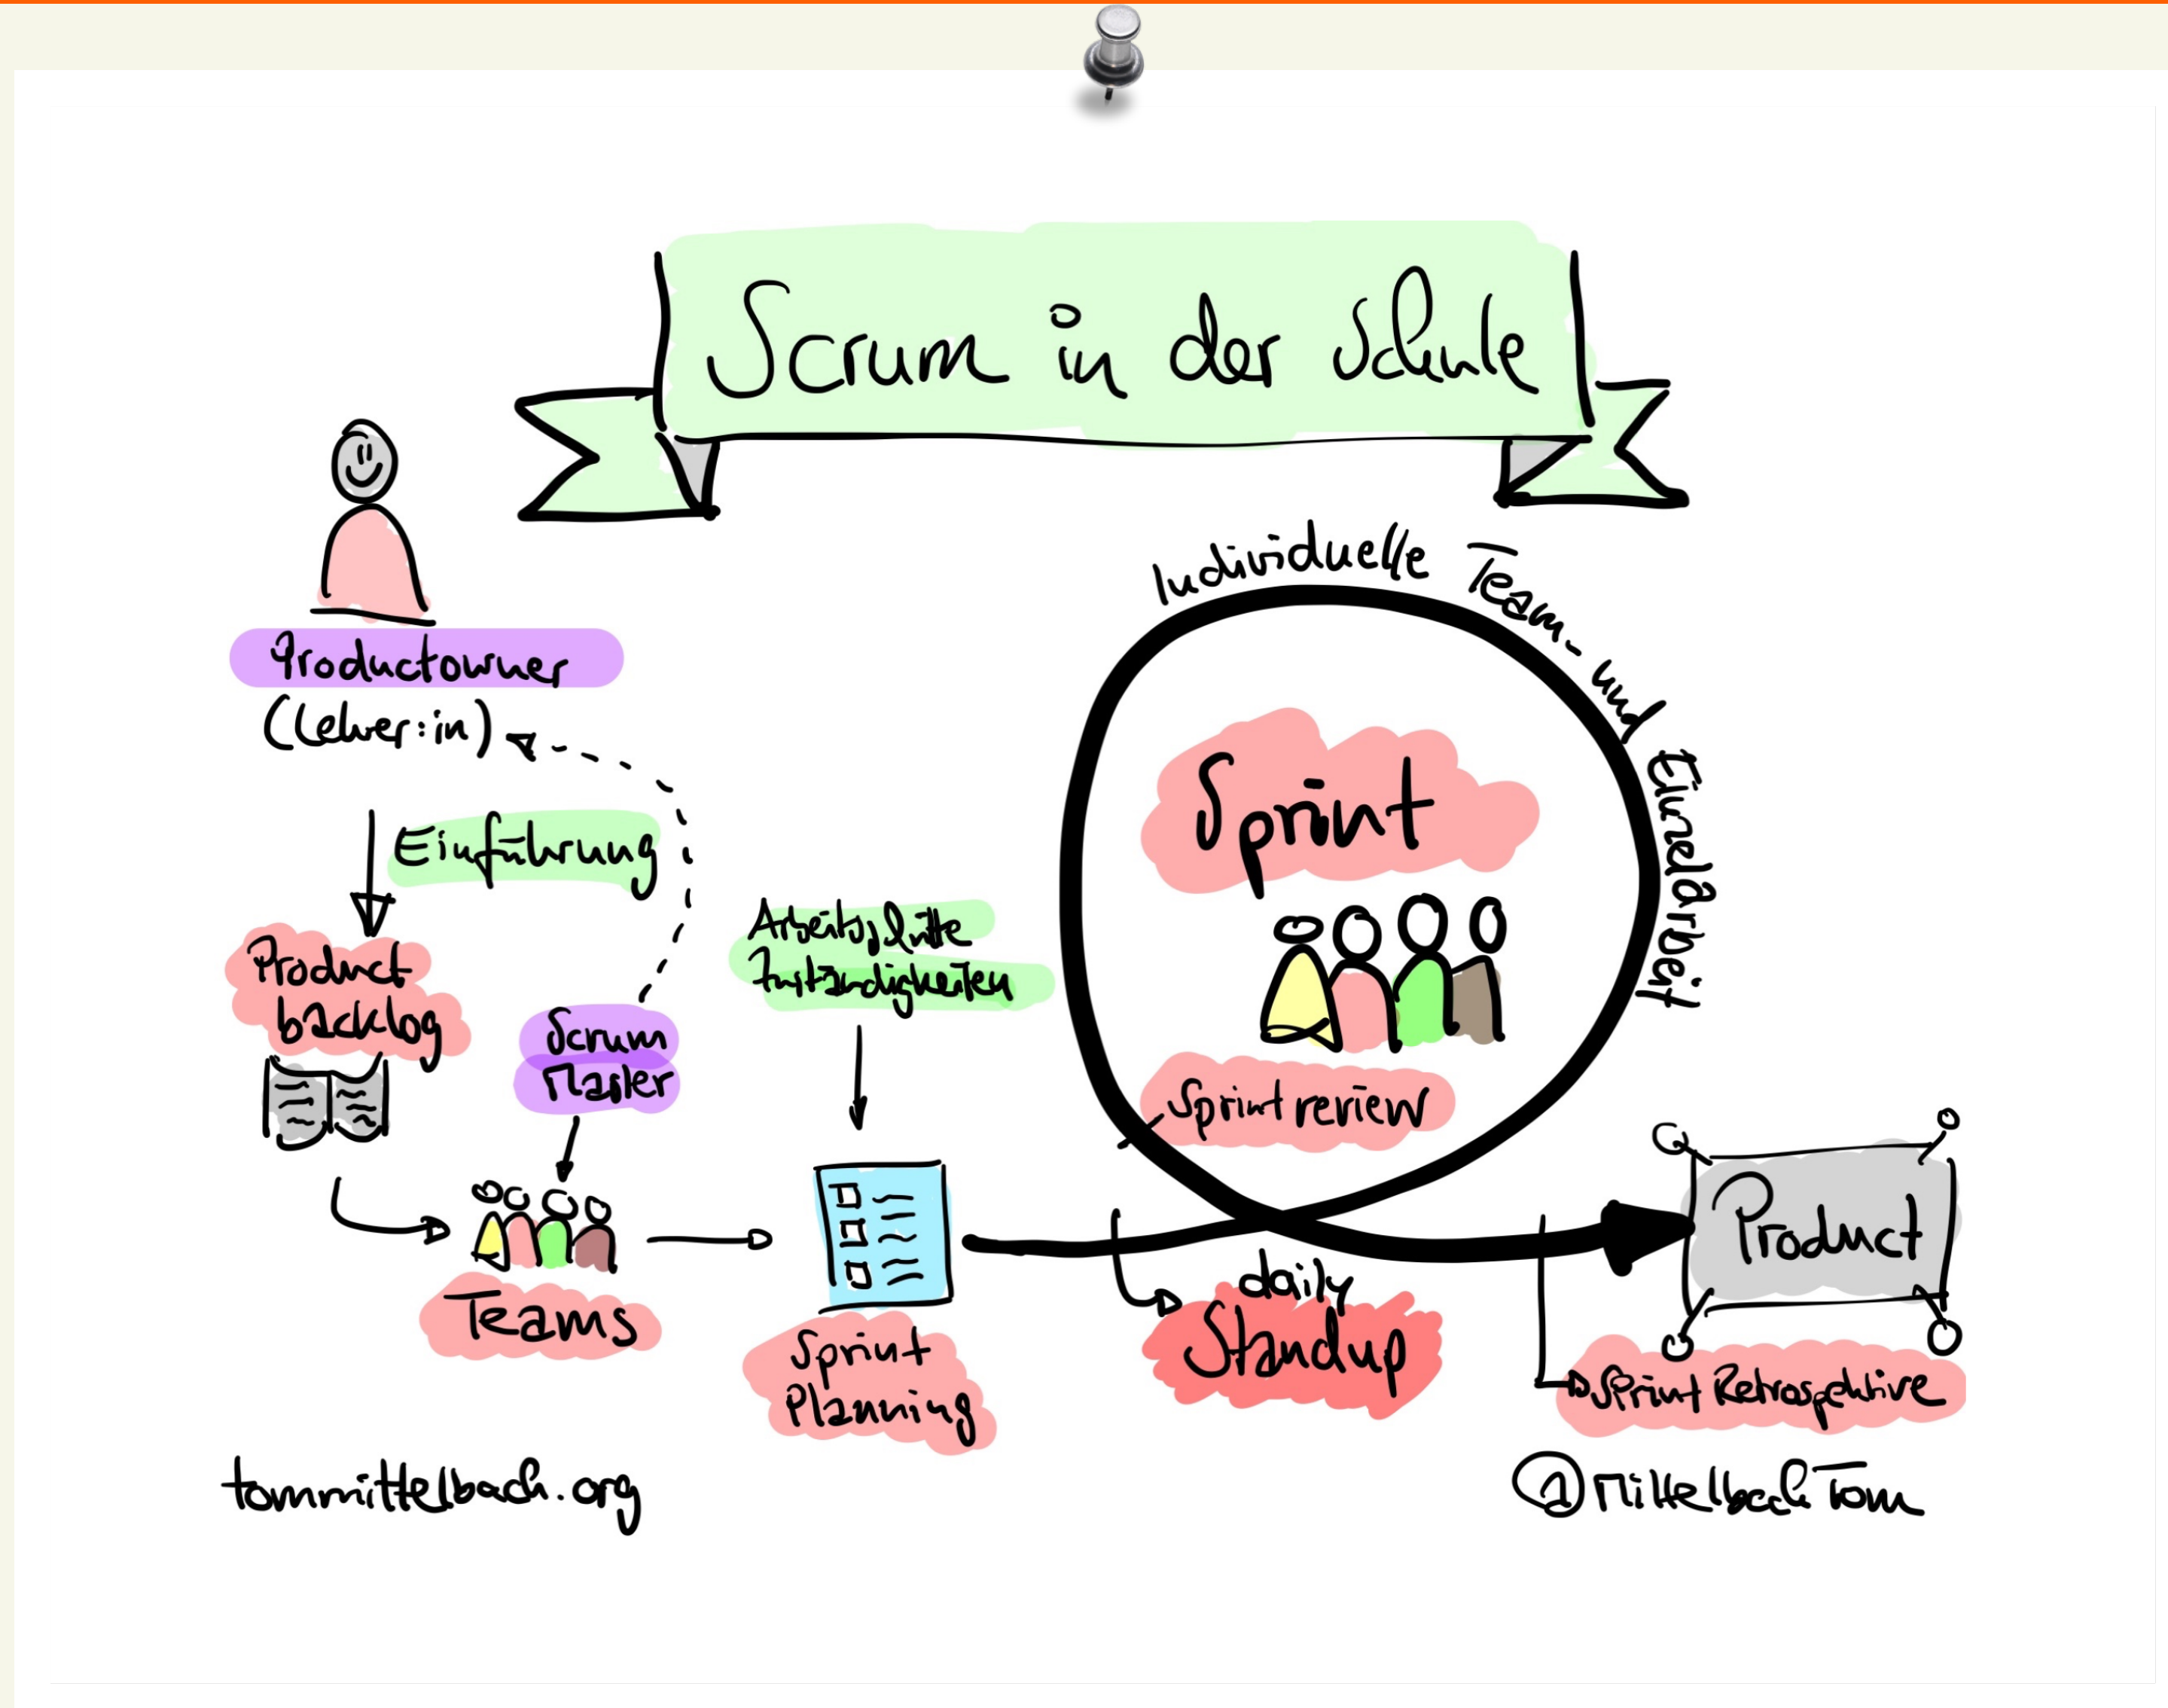 Scrum in der Schule
Productowner
(Lehrer:in)
Einführung
Product
backlog
Scrum
Master
Teams
Arbeitsschritte
Zuständigkeiten
Sprint
Planning
Individuelle Team- und Einzelarbeit
Sprint
Sprint review
daily
Standup
Product
Sprint Retrospektive
tommittelbach.org
@MittelbachTom